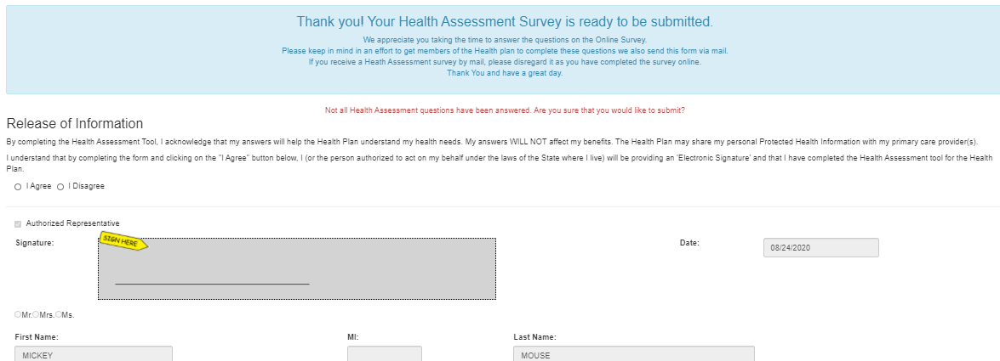 Thank you! Your Health Assessment Survey is ready to be submitted.
We appreciate you taking the time to answer the questions on the Online Survey.
Please keep in mind in an effort to get members of the Health plan to complete these questions we also send this form via mail.
If you receive a Heath Assessment survey by mail, please disregard it as you have completed the survey online.
Thank You and have a great day.
Not all Health Assessment questions have been answered. Are you sure that you would like to submit?
Release of Information
By completing the Health Assessment Tool, I acknowledge that my answers will help the Health Plan understand my health needs. My answers WILL NOT affect my benefits. The Health Plan may share my personal Protected Health Information with my primary care provider(s).
I understand that by completing the form and clicking on the "I Agree" button below, I (or the person authorized to act on my behalf under the laws of the State where I live) will be providing an 'Electronic Signature' and that I have completed the Health Assessment tool for the Health
Plan.
I Agree I Disagree
Authorized Representative
Signature: SIGN HERE Date: 08/24/2020
Mr. Mrs. Ms.
First Name: MI: Last Name:
MICKEY MOUSE